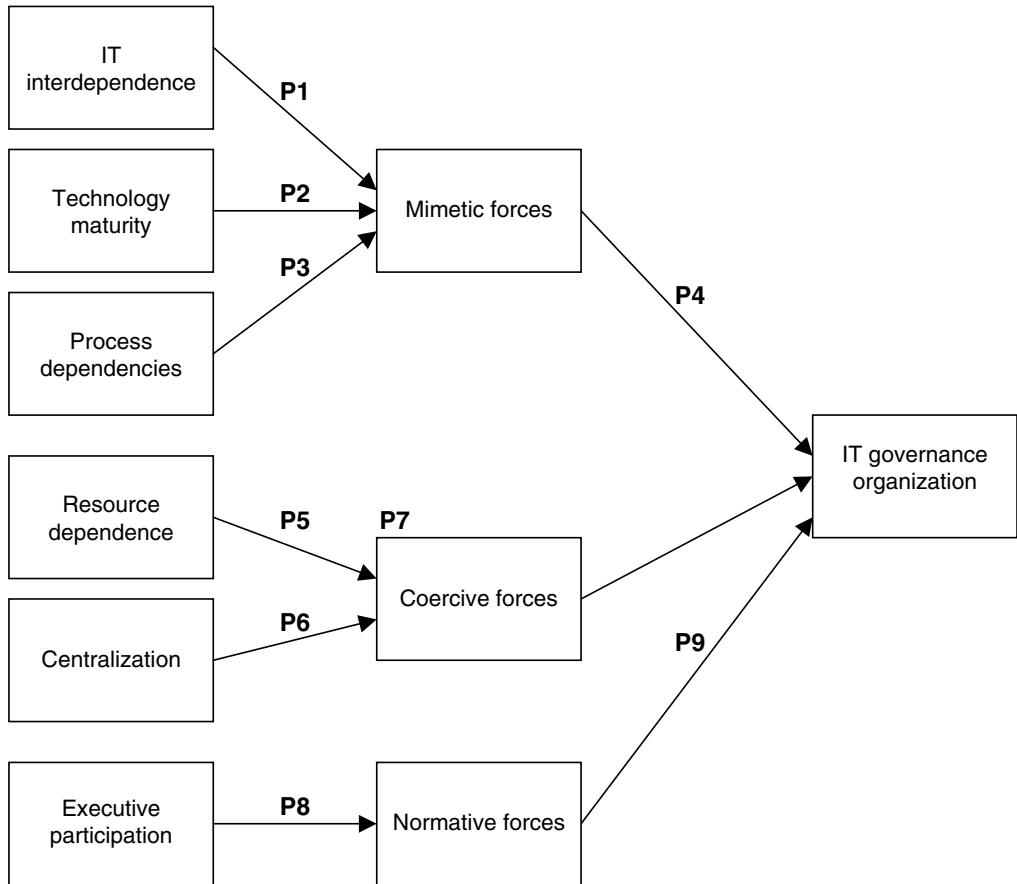 IT
interdependence
P1
Technology
maturity
P2
Mimetic forces
P3
Process
dependencies
P4
IT governance
organization
Resource
dependence
P5
P7
Coercive forces
Centralization
P6
P9
Executive
participation
P8
Normative forces